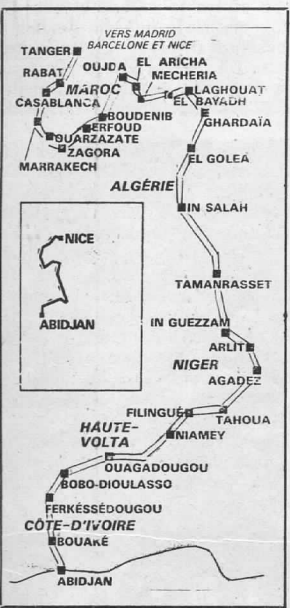 VERS MADRID
BARCELONE ET NICE
TANGER
OUJDA
EL ARICHA
MECHERIA
RABAT
MAROC
LAGHOUAT
CASABLANCA
EL BAYADH
BOUDENIB
GHARDAÏA
ERFOUD
OUARZAZATE
ZAGORA
EL GOLEA
MARRAKECH
ALGÉRIE
IN SALAH
NICE
TAMANRASSET
ABIDJAN
IN GUEZZAM
ARLIT
NIGER
AGADEZ
FILINGUÉ
TAHOUA
HAUTE-
VOLTA
NIAMEY
OUAGADOUGOU
BOBO-DIOULASSO
FERKÉSSÉDOUGOU
CÔTE-D'IVOIRE
BOUAKÉ
ABIDJAN